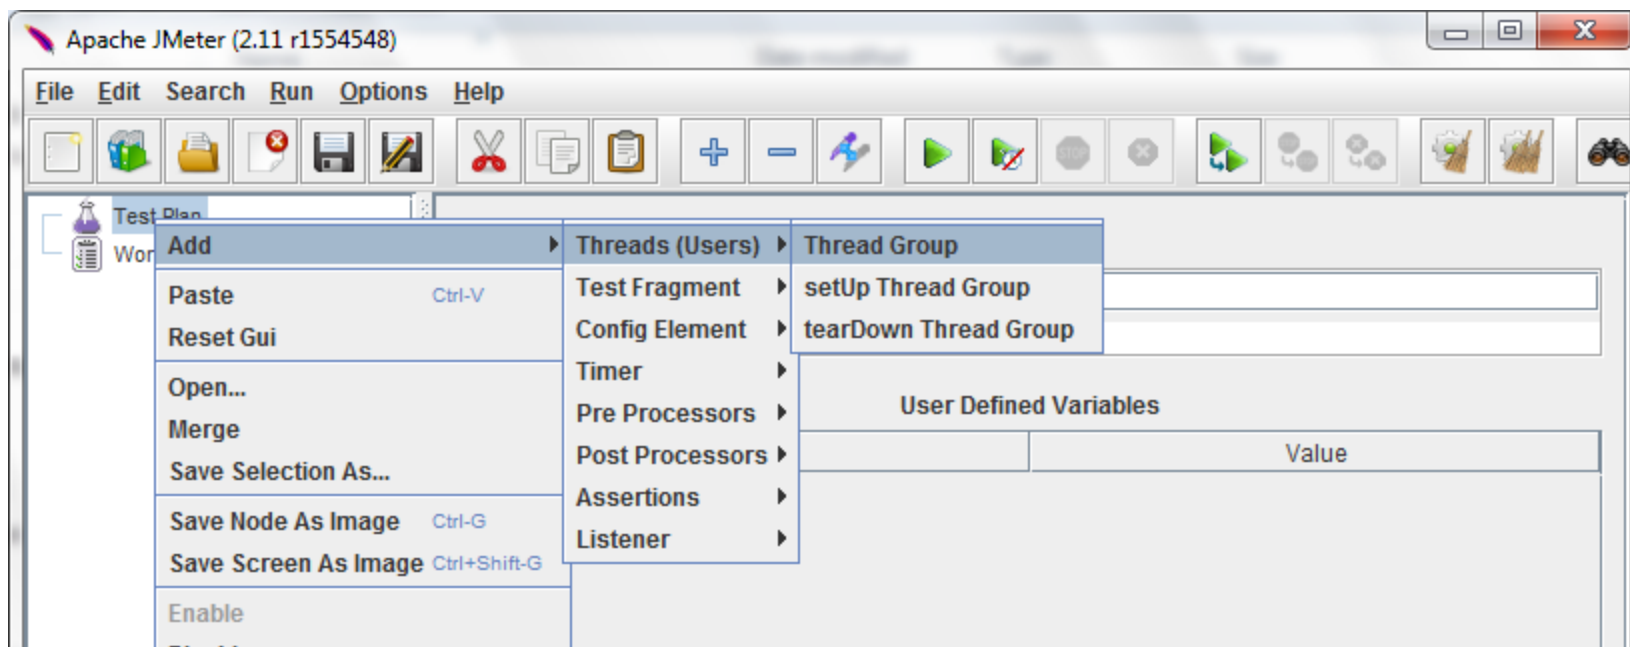 Apache JMeter (2.11 r1554548)
File Edit Search Run Options Help
Test Plan
Add
Threads (Users)
Thread Group
Paste Ctrl-V
Test Fragment
setUp Thread Group
Reset Gui
Config Element
tearDown Thread Group
Open...
Timer
Merge
Pre Processors
User Defined Variables
Save Selection As...
Post Processors
Value
Save Node As Image Ctrl-G
Assertions
Save Screen As Image Ctrl+Shift-G
Listener
Enable